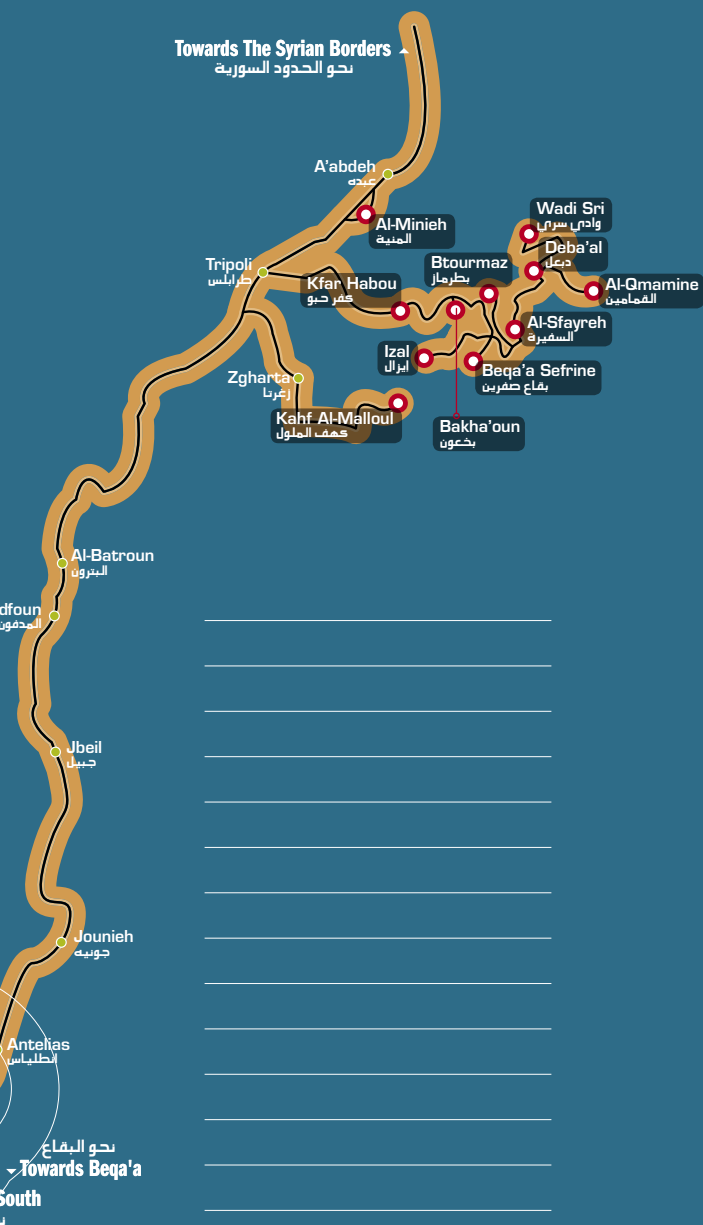 Towards The Syrian Borders
نحو الحدود السورية
A'abdeh
عبده
Al-Minieh
المنية
Wadi Sri
وادي سري
Deba'al
دبعل
Tripoli
طرابلس
Btourmaz
بطرماز
Kfar Habou
كفر حبو
Al-Qmamine
القمامين
Al-Sfayreh
السفيرة
Izal
ايزال
Beqa'a Sefrine
بقاع صفرين
Zgharta
زغرتا
Kahf Al-Malloul
كهف الملول
Bakha'oun
بخعون
Al-Batroun
البترون
dfoun
المدفون
Jbeil
جبيل
Jounieh
جونيه
Antelias
انطلياس
نحو البقاع
Towards Beqa'a
South